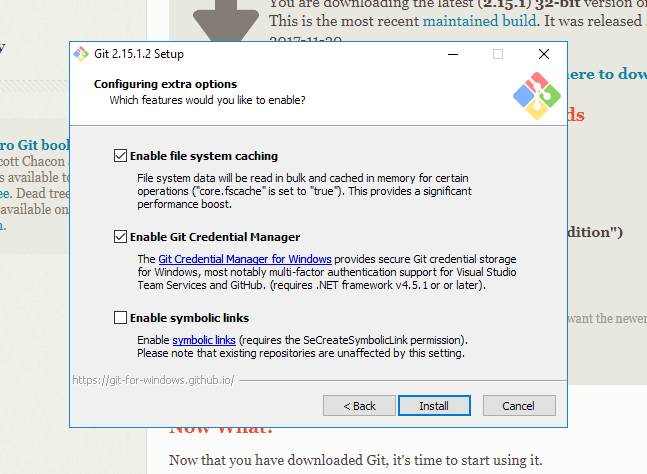 You are downloading the latest (2.15.1) 32-bit version o
This is the most recent maintained build. It was released
2017-11-29
Git 2.15.1.2 Setup
Configuring extra options
Which features would you like to enable?
here to dow
ds
ro Git book
cott Chacon
s available to
ee. Dead tree
available on
n.
Enable file system caching
File system data will be read in bulk and cached in memory for certain
operations ("core.fscache" is set to "true"). This provides a significant
performance boost.
dition")
Enable Git Credential Manager
The Git Credential Manager for Windows provides secure Git credential storage
for Windows, most notably multi-factor authentication support for Visual Studio
Team Services and GitHub. (requires .NET framework v4.5.1 or or later).
Enable symbolic links
want the newer
Enable symbolic links (requires the SeCreateSymbolicLink permission).
Please note that existing repositories are unaffected by this setting.
https://git-for-windows.github.io/
< Back
Install
Cancel
Now What?
Now that you have downloaded Git, it's time to start using it.